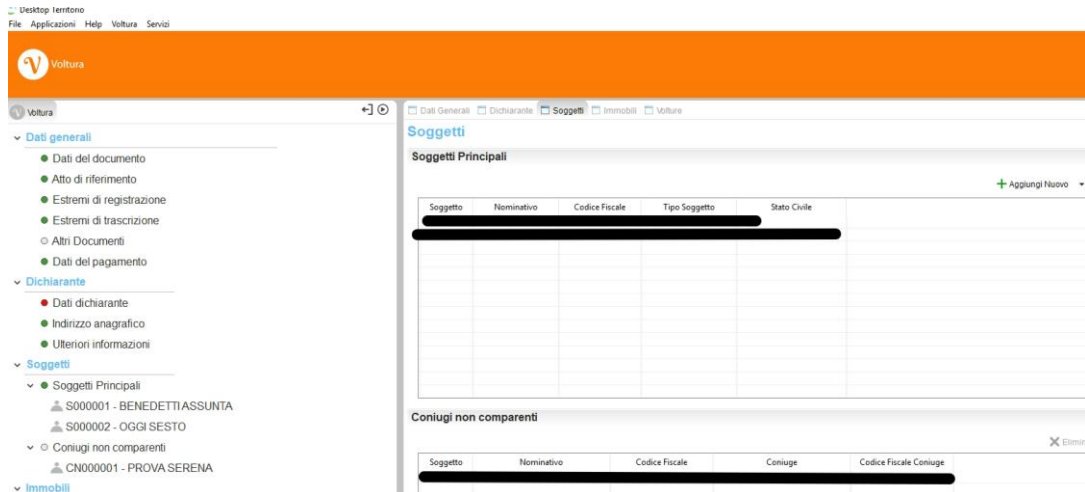 Desktop Territorio
File Applicazioni Help Voltura Servizi
V Voltura
V Voltura
Dati generali
Dati del documento
Atto di riferimento
Estremi di registrazione
Estremi di trascrizione
Altri Documenti
Dati del pagamento
Dichiarante
Dati dichiarante
Indirizzo anagrafico
Ulteriori informazioni
Soggetti
Soggetti Principali
S000001 - BENEDETTI ASSUNTA
S000002 - OGGI SESTO
Coniugi non comparenti
CN000001 - PROVA SERENA
Immobili
Dati Generali Dichiarante Soggetti Immobili Volture
Soggetti
Soggetti Principali
Aggiungi Nuovo
Soggetto Nominativo Codice Fiscale Tipo Soggetto Stato Civile
Coniugi non comparenti
Elimin
Soggetto Nominativo Codice Fiscale Coniuge Codice Fiscale Coniuge